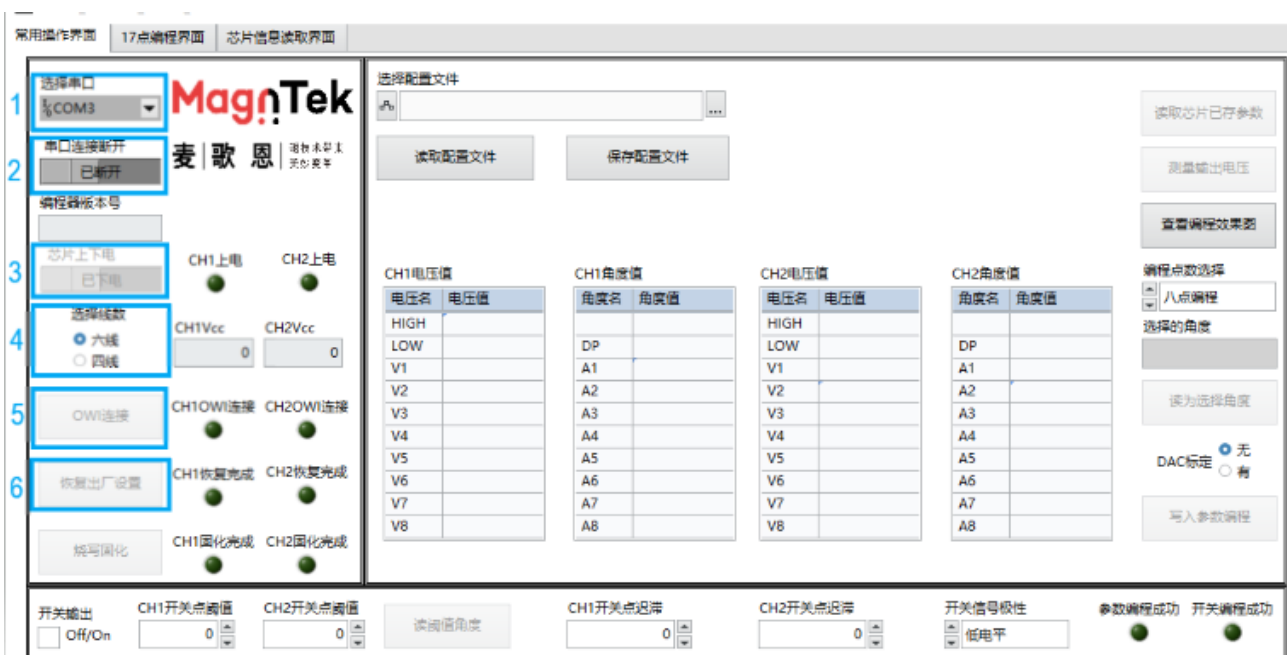 常用操作界面 17点编程界面 芯片信息读取界面
1
选择串口
COM3
MagnTek
麦|歌 恩
2
串口连接断开
已断开
编程器版本号
3
芯片上下电
已下电
CH1上电 CH2上电
4
选择线数
六线
四线
CH1Vcc CH2Vcc
0 0
5
OWI连接
CH1OWI连接 CH2OWI连接
6
恢复出厂设置
CH1恢复完成 CH2恢复完成
烧写固化
CH1固化完成 CH2固化完成
选择配置文件
...
读取配置文件 保存配置文件
CH1电压值
电压名 电压值
HIGH
LOW
V1
V2
V3
V4
V5
V6
V7
V8
CH1角度值
角度名 角度值
DP
A1
A2
A3
A4
A5
A6
A7
A8
CH2电压值
电压名 电压值
HIGH
LOW
V1
V2
V3
V4
V5
V6
V7
V8
CH2角度值
角度名 角度值
DP
A1
A2
A3
A4
A5
A6
A7
A8
读取芯片已存参数
测量输出电压
查看编程效果图
编程点数选择
八点编程
选择的角度
读为选择角度
DAC标定
无
有
写入参数编程
开关输出
Off/On
CH1开关点阈值
0
CH2开关点阈值
0
读阈值角度
CH1开关点迟滞
0
CH2开关点迟滞
0
开关信号极性
低电平
参数编程成功 开关编程成功